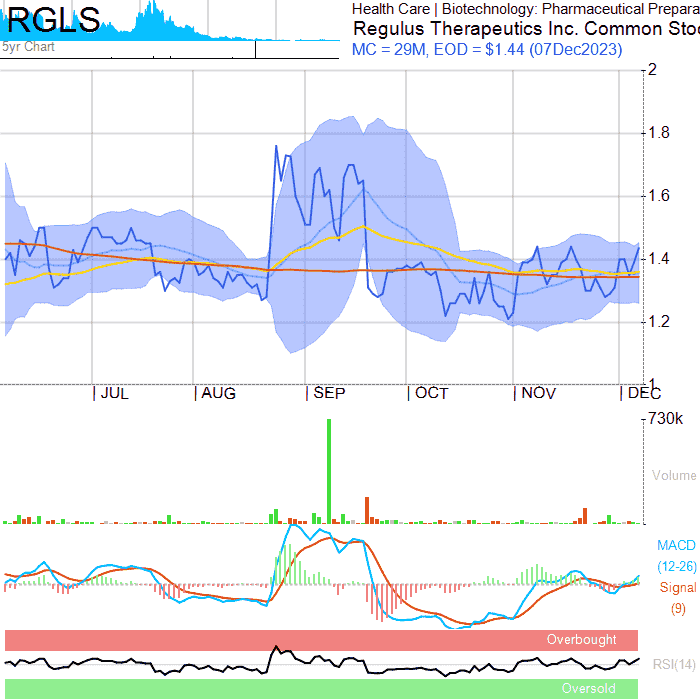 RGLS
5yr Chart
Health Care | Biotechnology: Pharmaceutical Prepara
Regulus Therapeutics Inc. Common Stoc
MC = 29M, EOD = $1.44 (07Dec2023)
2
1.8
1.6
1.4
1.2
1
JUL AUG SEP OCT NOV DEC
730k
Volume
MACD
(12-26)
Signal
(9)
Overbought
RSI(14)
Oversold